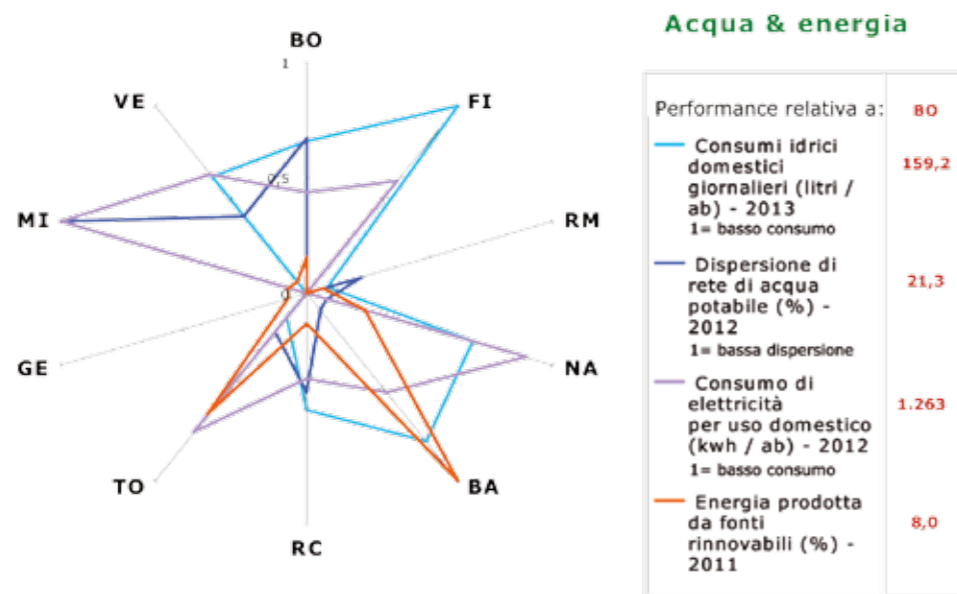 Acqua & energia
BO
1
VE
FI
0,5
MI
RM
0
GE
NA
TO
BA
RC
Performance relativa a:
BO
Consumi idrici
domestici
giornalieri (litri /
ab) - 2013
1= basso consumo
159,2
Dispersione di
rete di acqua
potabile (%) -
2012
1= bassa dispersione
21,3
Consumo di
elettricità
per uso domestico
(kwh / ab) - 2012
1= basso consumo
1.263
Energia prodotta
da fonti
rinnovabili (%) -
2011
8,0